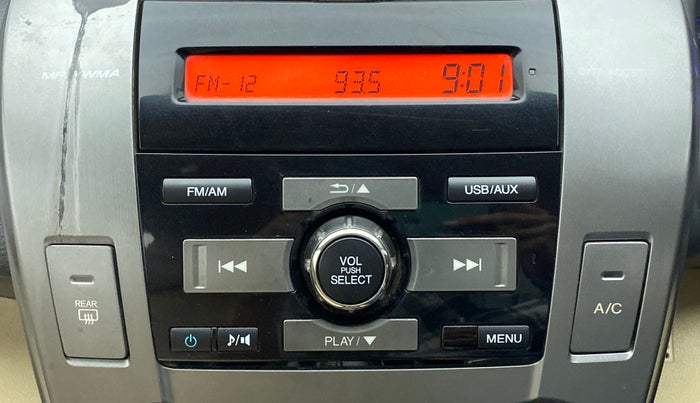 FM-12 93.5 9:01
MP3/WMA
FM/AM
USB/AUX
VOL
PUSH
SELECT
REAR
A/C
PLAY/
MENU